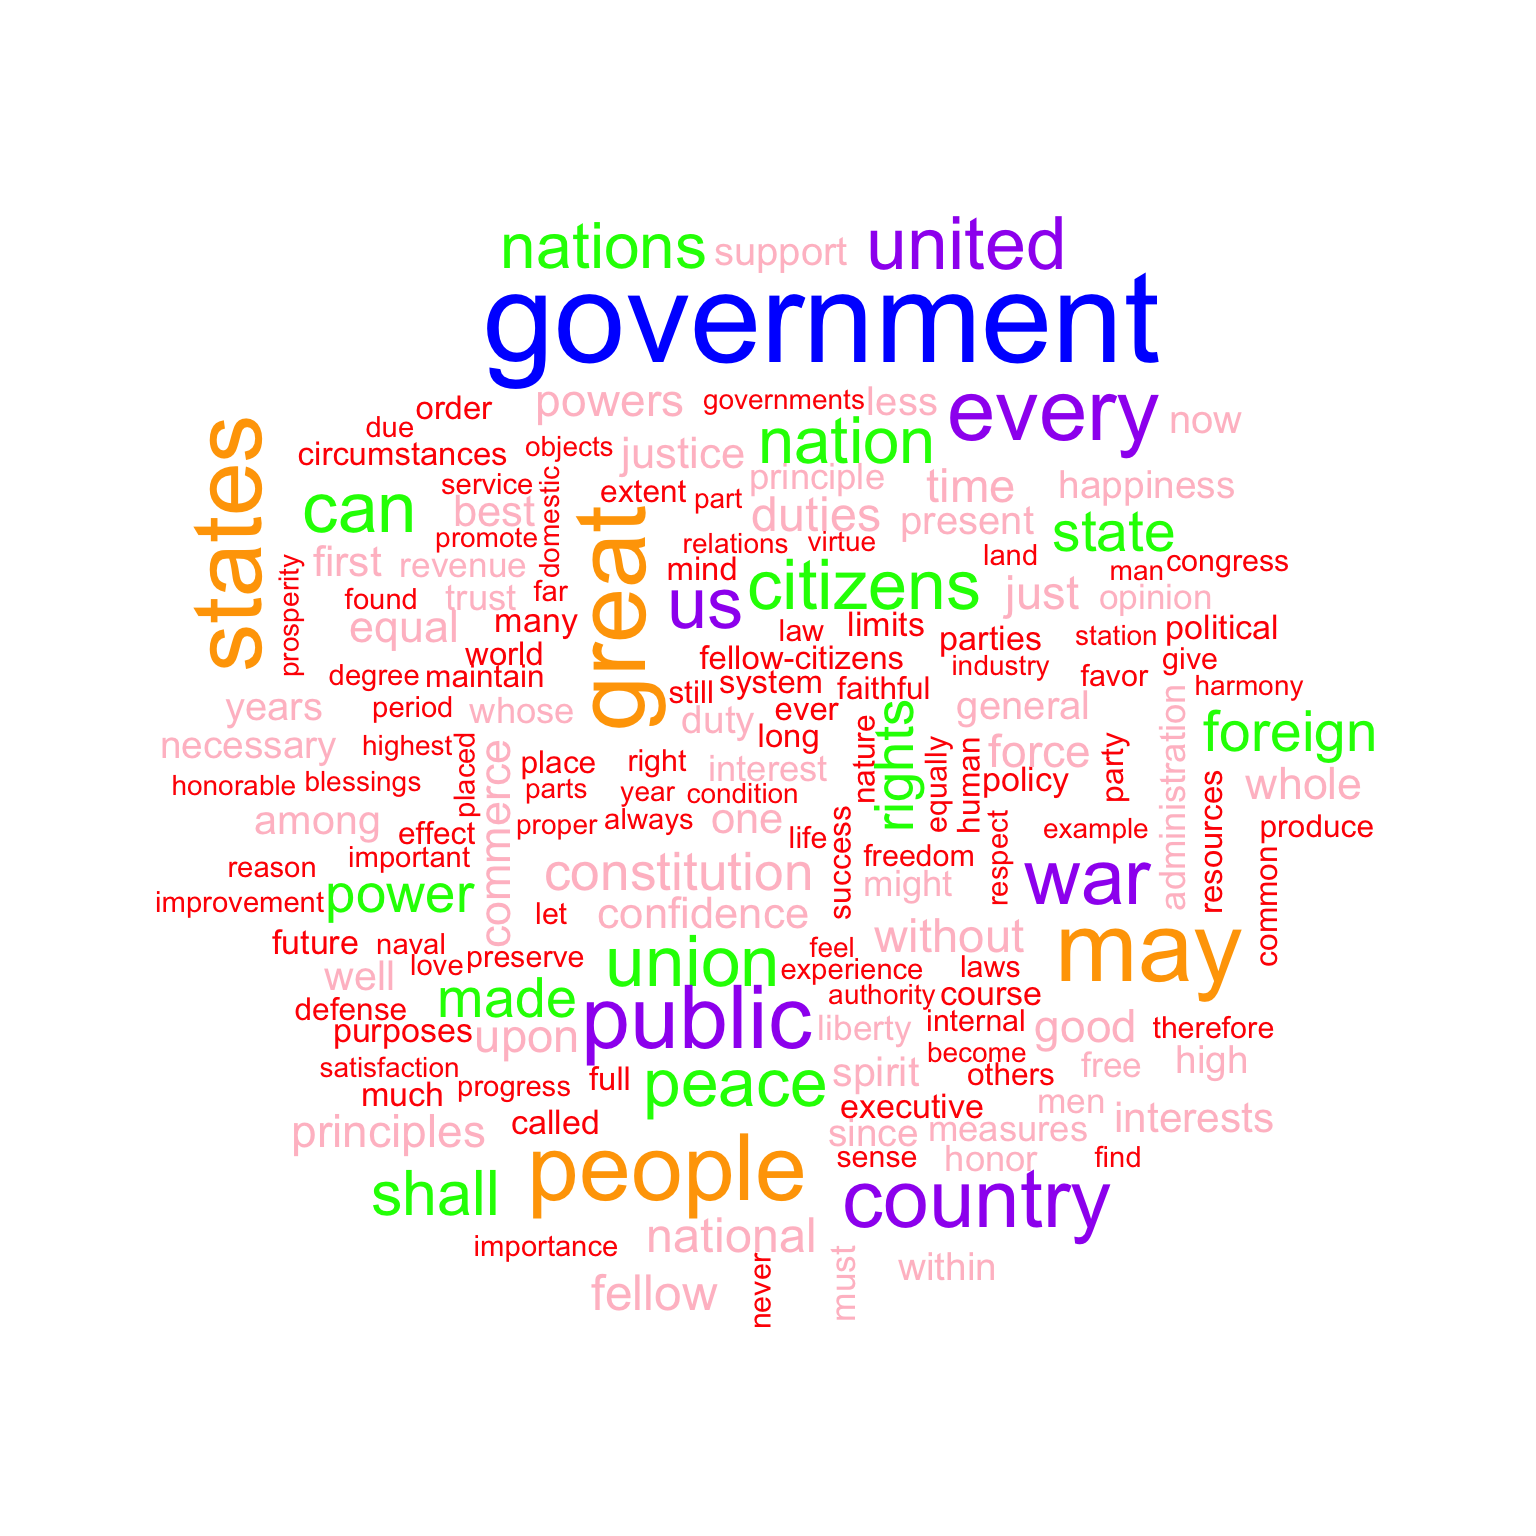 nations support united
government
order powers governments less every now
due
circumstances objects justice nation
states can service best domestic extent part principle time happiness
great duties present state
promote relations virtue land congress
first revenue mind man
prosperity found trust far us citizens just opinion
equal many law limits parties station political
world fellow-citizens industry give
degree maintain still system faithful favor harmony
years period whose duty ever rights general administration foreign
necessary highest placed commerce place right interest long nature equally human force policy party resources whole
honorable blessings parts year condition
among effect proper always one life success respect example produce
reason important constitution freedom war common
improvement power let confidence might
future naval union feel without may
well love preserve experience laws
defense made public authority course
purposes upon liberty internal good therefore
satisfaction become free high
much progress full peace spirit others
principles called executive men interests
since measures
people sense honor find
shall country
importance national never must within
fellow